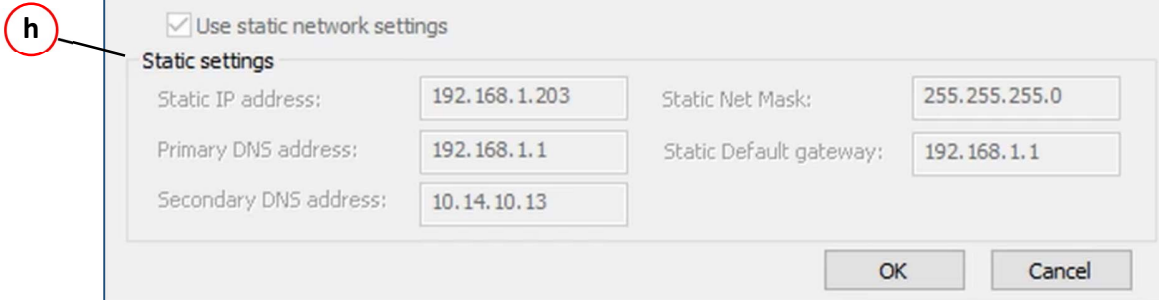 h
Use static network settings
Static settings
Static IP address: 192.168.1.203 Static Net Mask: 255.255.255.0
Primary DNS address: 192.168.1.1 Static Default gateway: 192.168.1.1
Secondary DNS address: 10.14.10.13
OK Cancel